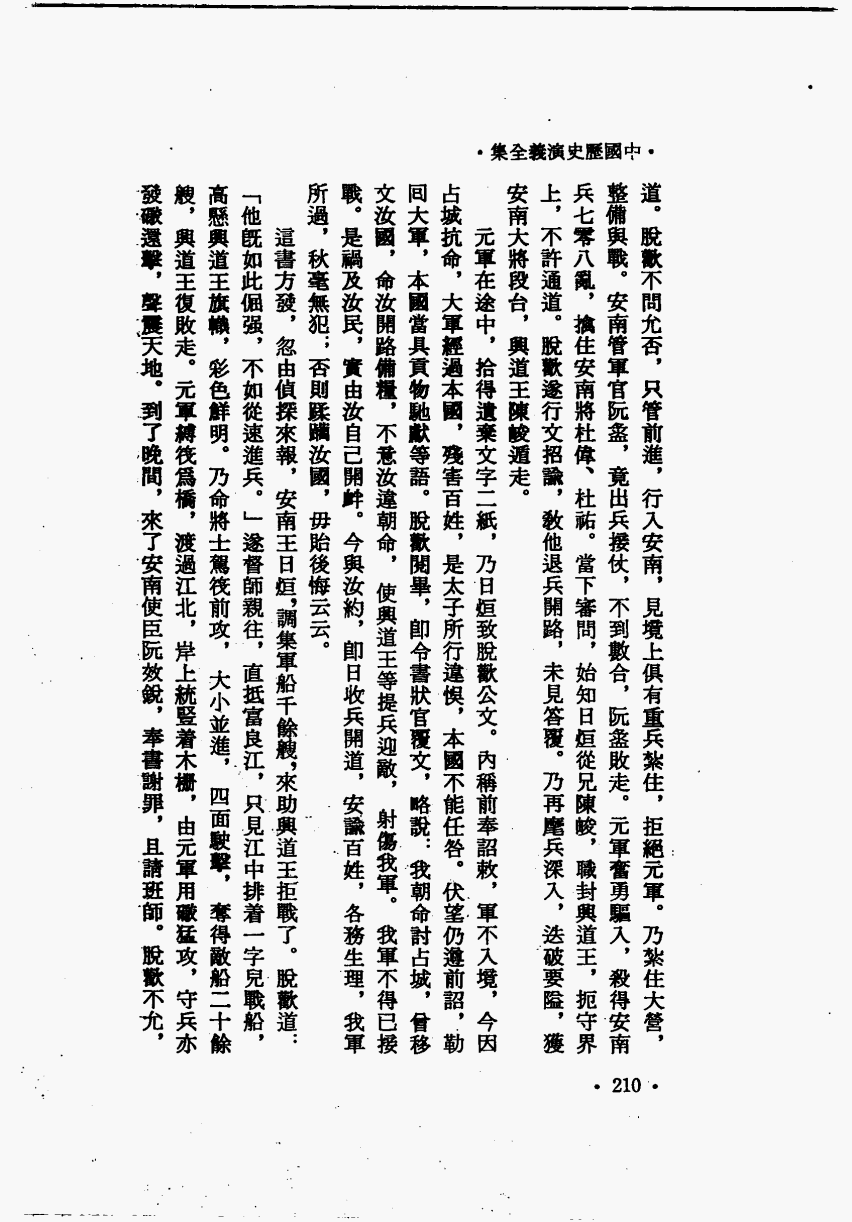 ·中國歷史演義全集·
道。脫歡不問允否，只管前進，行入安南，見境上俱有重兵紮住，拒絕元軍。乃紮住大營，
整備與戰。安南管軍官阮盝，竟出兵接仗，不到數合，阮盝敗走。元軍奮勇驅入，殺得安南
兵七零八亂，擒住安南將杜偉、杜祐。當下審問，始知日烜從兄陳峻，職封興道王，扼守界
上，不許通道。脫歡遂行文招諭，敎他退兵開路，未見答覆。乃再麾兵深入，迭破要隘，獲
安南大將段台，興道王陳峻遁走。
元軍在途中，拾得遺棄文字二紙，乃日烜致脫歡公文。內稱前奉詔敕，軍不入境，今因
占城抗命，大軍經過本國，殘害百姓，是太子所行違悞，本國不能任咎。伏望仍遵前詔，勒
回大軍，本國當具貢物馳獻等語。脫歡閱畢，卽令書狀官覆文，略說：我朝命討占城，曾移
文汝國，命汝開路備糧，不意汝違朝命，使興道王等提兵迎敵，射傷我軍。我軍不得已接
戰。是禍及汝民，實由汝自己開衅。今與汝約，卽日收兵開道，安諭百姓，各務生理，我軍
所過，秋毫無犯；否則蹂躪汝國，毋貽後悔云云。
這書方發，忽由偵探來報，安南王日烜，調集軍船千餘艘，來助興道王拒戰了。脫歡道：
「他旣如此倔强，不如從速進兵。」遂督師親往，直抵富良江，只見江中排着一字兒戰船，
高懸興道王旗幟，彩色鮮明。乃命將士駕筏前攻，大小並進，四面駛擊，奪得敵船二十餘
艘，興道王復敗走。元軍縛筏爲橋，渡過江北，岸上統豎着木栅，由元軍用礮猛攻，守兵亦
發礮還擊，聲震天地。到了晚間，來了安南使臣阮效銳，奉書謝罪，且請班師。脫歡不允，
·210·